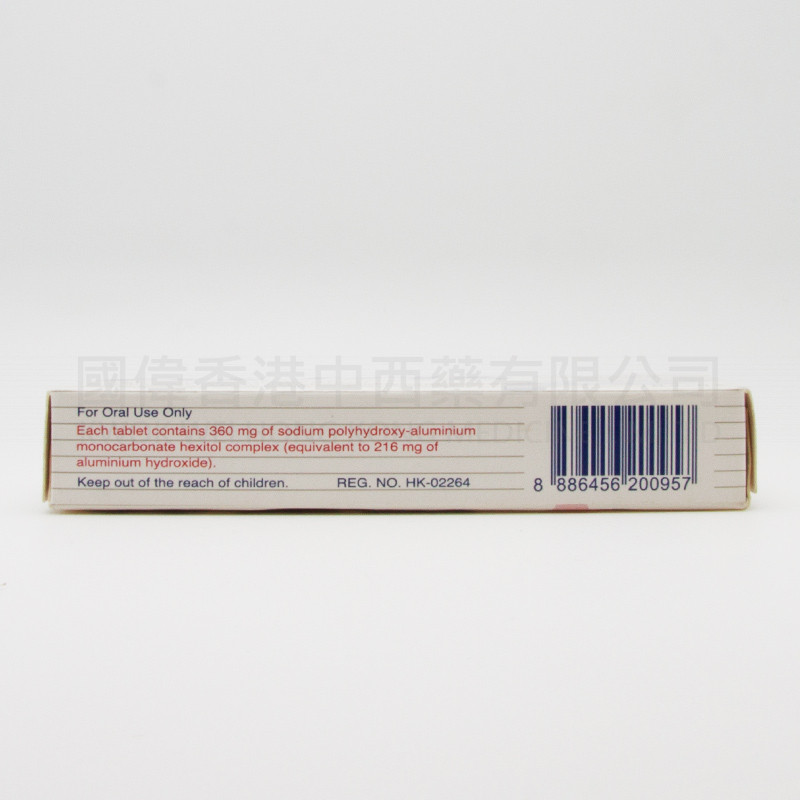 國偉香港中西藥有限公司
For Oral Use Only
Each tablet contains 360 mg of sodium polyhydroxy-aluminium
monocarbonate hexitol complex (equivalent to 216 mg of
aluminium hydroxide).
Keep out of the reach of children. REG. NO. HK-02264
8 886456 200957